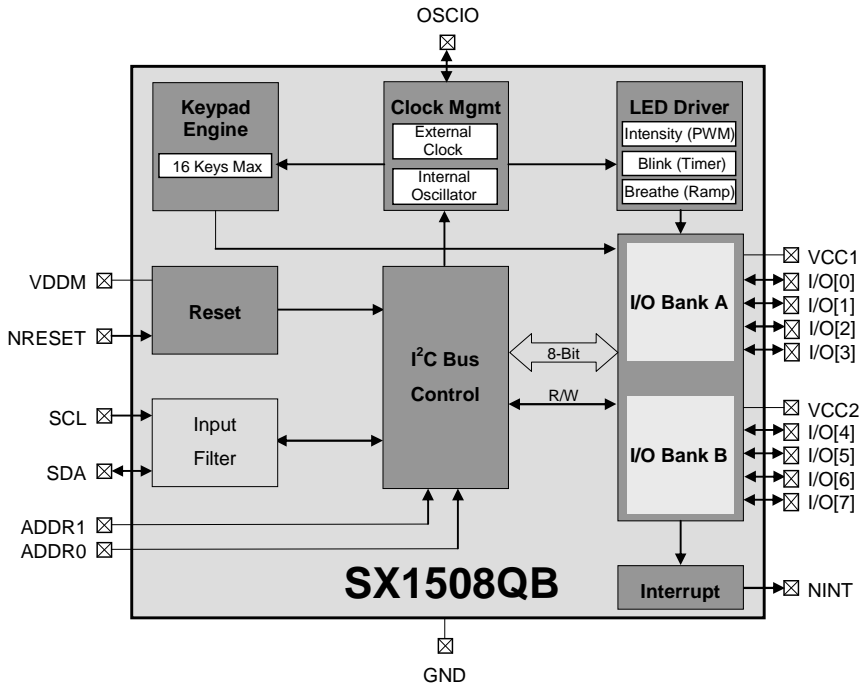 OSCIO
Keypad
Engine
16 Keys Max
Clock Mgmt
External
Clock
Internal
Oscillator
LED Driver
Intensity (PWM)
Blink (Timer)
Breathe (Ramp)
VDDM
NRESET
Reset
SCL
SDA
Input
Filter
ADDR1
ADDR0
I²C Bus
Control
8-Bit
R/W
I/O Bank A
I/O Bank B
VCC1
I/O[0]
I/O[1]
I/O[2]
I/O[3]
VCC2
I/O[4]
I/O[5]
I/O[6]
I/O[7]
SX1508QB
Interrupt
NINT
GND